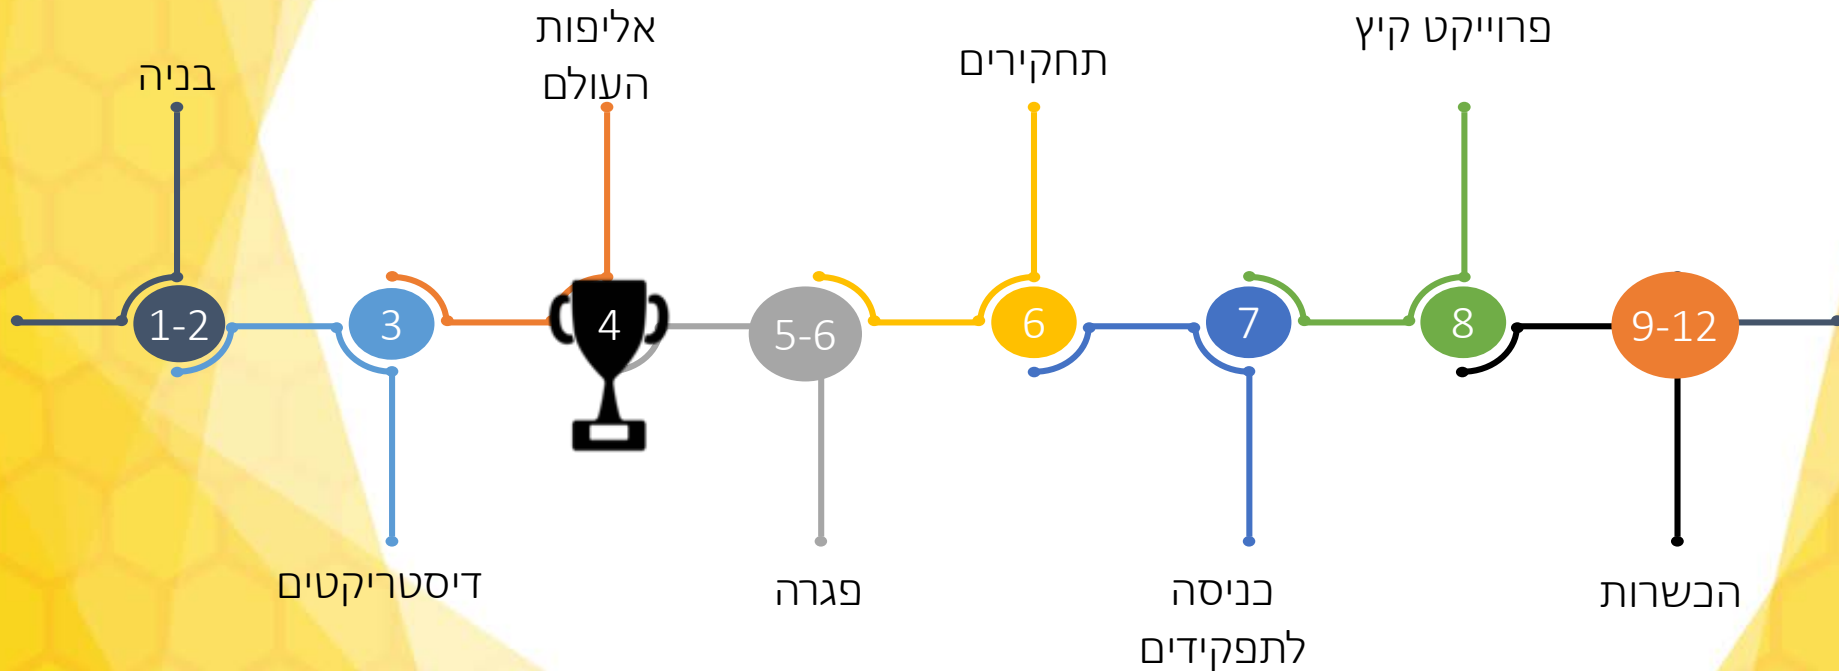 בניה
אליפות
העולם
תחקירים
פרוייקט קיץ
1-2
3
4
5-6
6
7
8
9-12
דיסטריקטים
פגרה
כניסה
לתפקידים
הכשרות